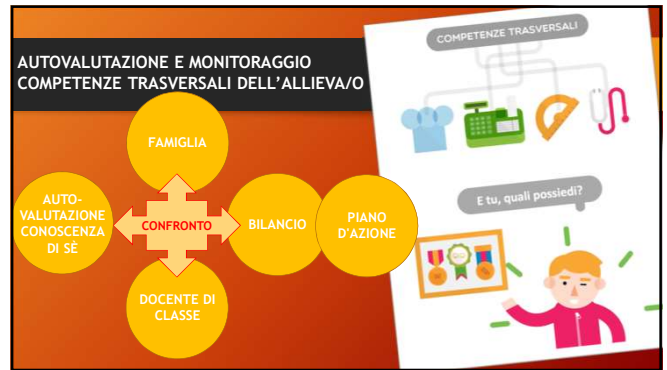 AUTOVALUTAZIONE E MONITORAGGIO
COMPETENZE TRASVERSALI DELL'ALLIEVA/O
FAMIGLIA
AUTO-
VALUTAZIONE
CONOSCENZA
DI SÈ
CONFRONTO
BILANCIO
PIANO
D'AZIONE
DOCENTE DI
CLASSE
COMPETENZE TRASVERSALI
E tu, quali possiedi?